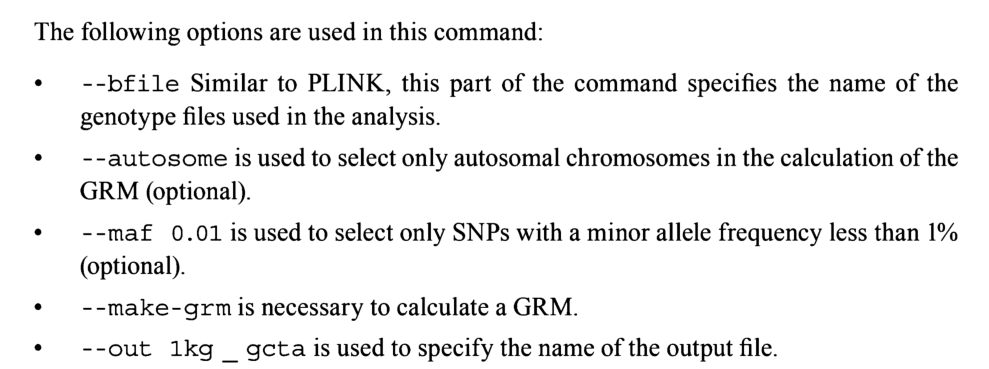 The following options are used in this command:
• --bfile Similar to PLINK, this part of the command specifies the name of the
genotype files used in the analysis.
• --autosome is used to select only autosomal chromosomes in the calculation of the
GRM (optional).
• --maf 0.01 is used to select only SNPs with a minor allele frequency less than 1%
(optional).
• --make-grm is necessary to calculate a GRM.
• --out 1kg _ gcta is used to specify the name of the output file.